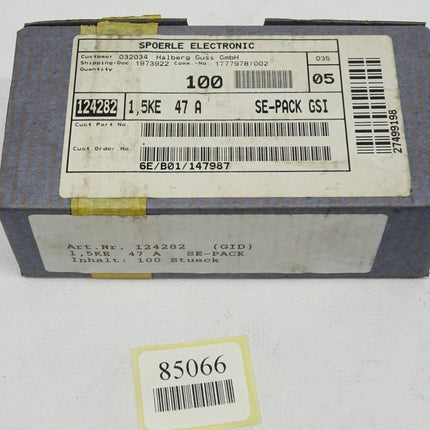 SPOERLE ELECTRONIC
Customer 032034 Halberg Guss GmbH 035
Shipping-Doc. 1973922 Comm.-No. 1777978/002
Quantity
100 05
124282 1,5KE 47 A SE-PACK GSI
Cust Part No
Cust Order No
6E/B01/147987
27499198
Art.Nr. 124282 (GID)
1,5KE 47 A SE-PACK
Inhalt: 100 Stueck
85066